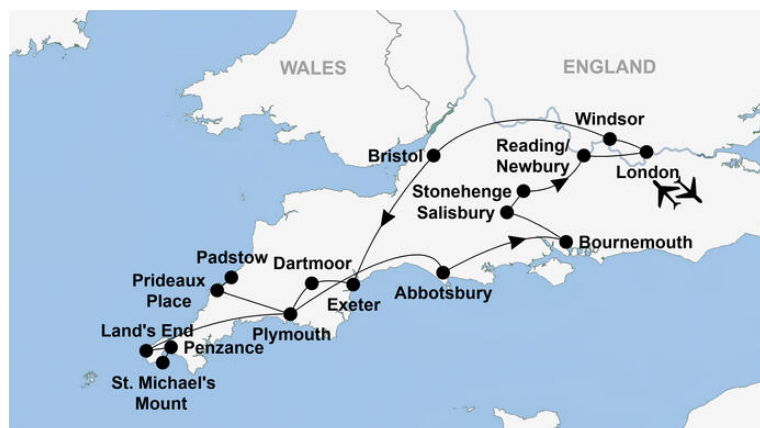 WALES
ENGLAND
Windsor
Bristol
Reading/
Newbury
London
Stonehenge
Salisbury
Bournemouth
Padstow
Dartmoor
Prideaux
Place
Exeter
Abbotsbury
Plymouth
Land's End
Penzance
St. Michael's
Mount